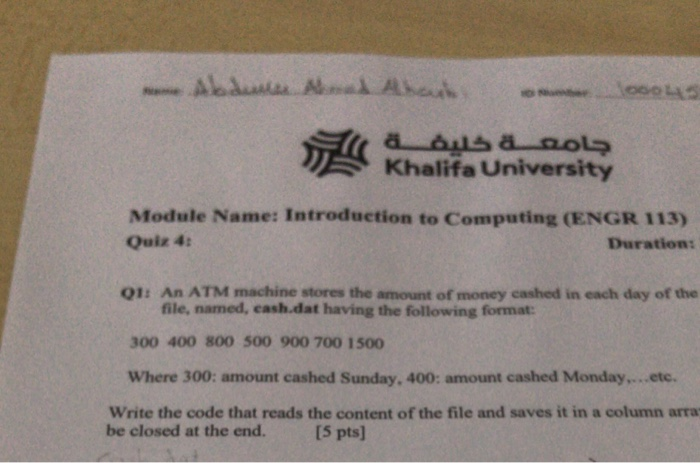 Name: Ahmad ID Number 100045
جامعة خليفة
Khalifa University
Module Name: Introduction to Computing (ENGR 113)
Quiz 4: Duration:
Q1: An ATM machine stores the amount of money cashed in each day of the
file, named, cash.dat having the following format:
300 400 800 500 900 700 1500
Where 300: amount cashed Sunday, 400: amount cashed Monday,...etc.
Write the code that reads the content of the file and saves it in a column arra
be closed at the end. [5 pts]